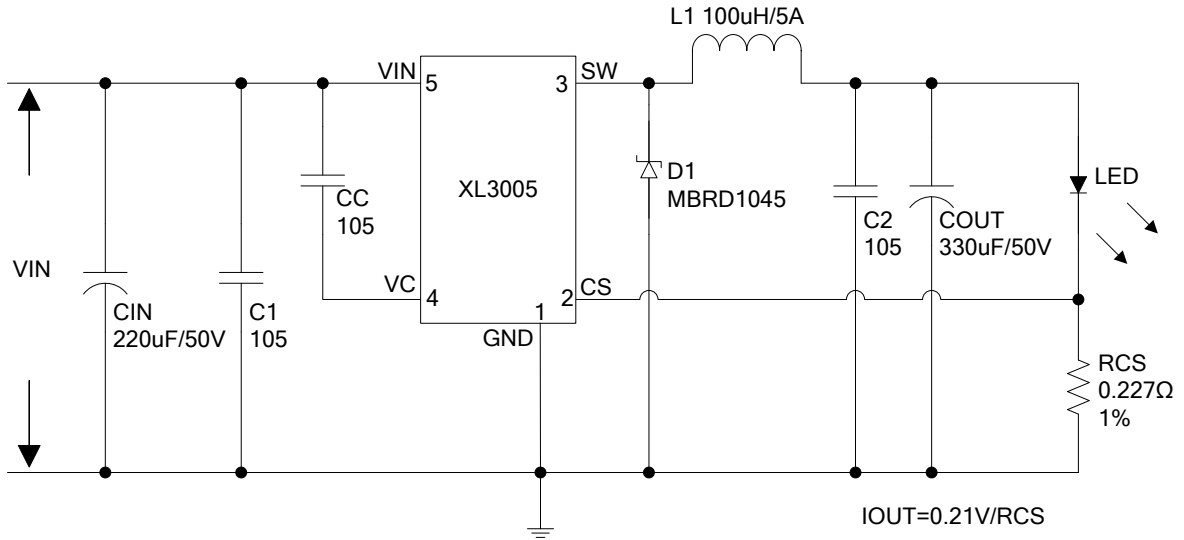 L1 100uH/5A
VIN
5
3
SW
XL3005
CC
105
D1
MBRD1045
LED
C2
105
COUT
330uF/50V
VIN
VC
4
2
CS
1
GND
CIN
220uF/50V
C1
105
RCS
0.227Ω
1%
IOUT=0.21V/RCS